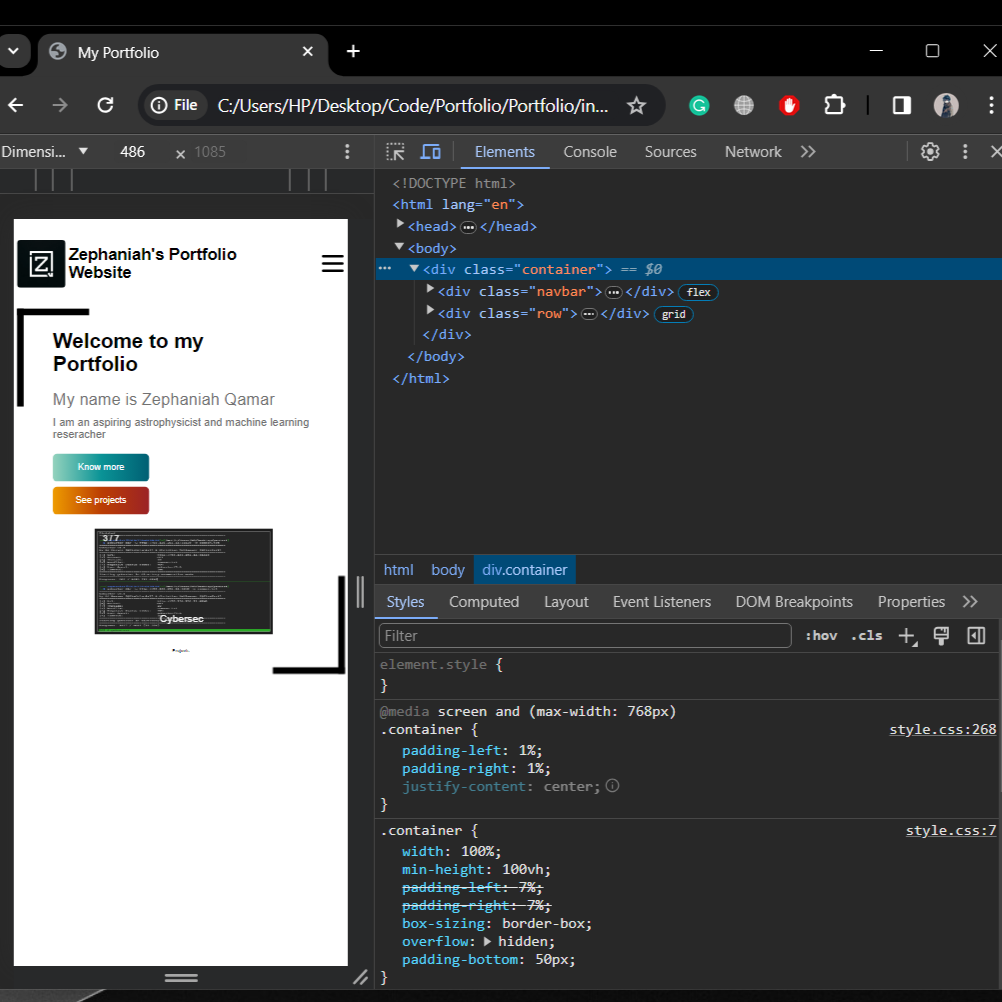 My Portfolio
File C:/Users/HP/Desktop/Code/Portfolio/Portfolio/in...
Dimensi... 486 × 1085
Elements Console Sources Network
<!DOCTYPE html>
<html lang="en">
<head> ... </head>
<body>
... <div class="container"> == $0
<div class="navbar"> ... </div> flex
<div class="row"> ... </div> grid
</div>
</body>
</html>
Z
Zephaniah's Portfolio
Website
Welcome to my
Portfolio
My name is Zephaniah Qamar
I am an aspiring astrophysicist and machine learning
reseracher
Know more
See projects
3 / 7
Cybersec
html body div.container
Styles Computed Layout Event Listeners DOM Breakpoints Properties
Filter :hov .cls
element.style {
}
@media screen and (max-width: 768px)
.container { style.css:268
padding-left: 1%;
padding-right: 1%;
justify-content: center;
}
.container { style.css:7
width: 100%;
min-height: 100vh;
padding-left: 7%;
padding-right: 7%;
box-sizing: border-box;
overflow: hidden;
padding-bottom: 50px;
}